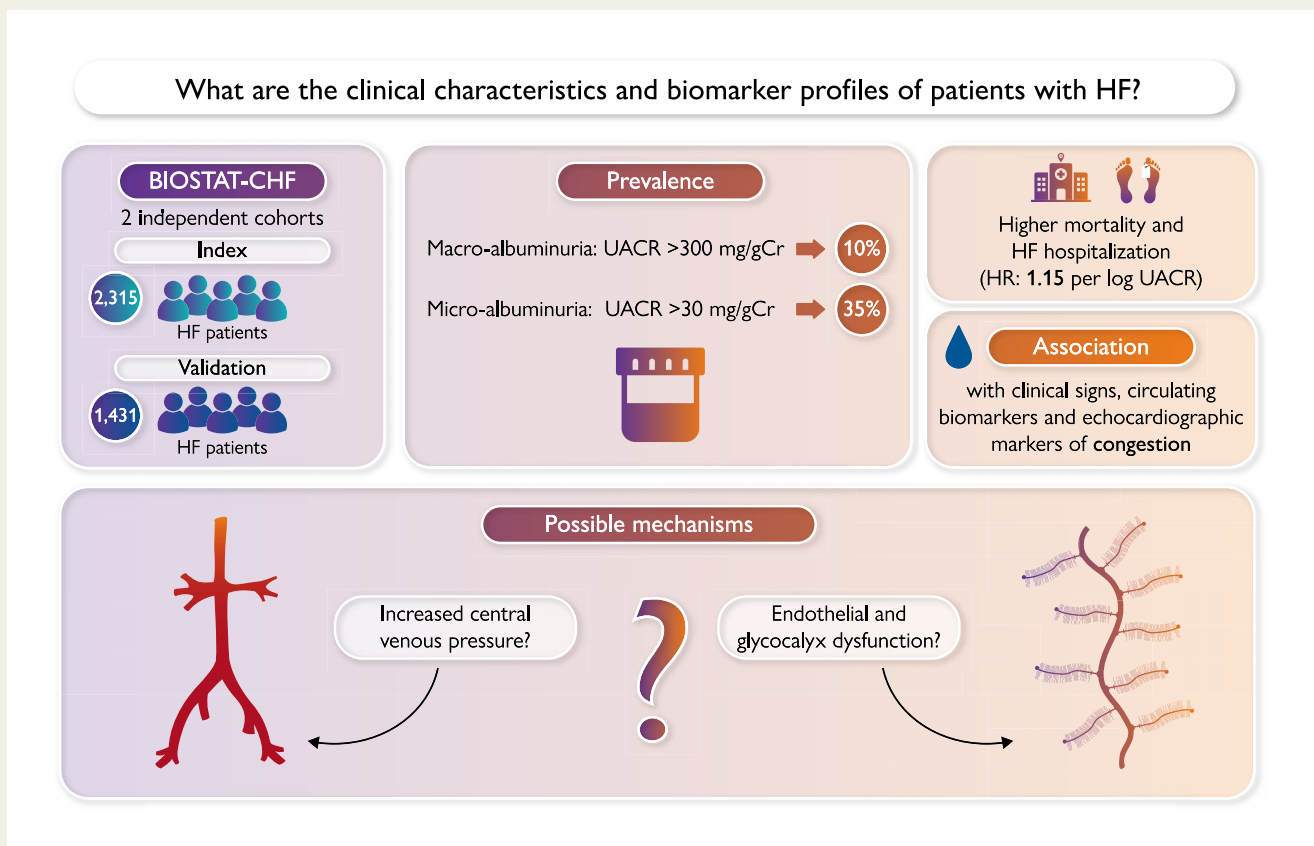 What are the clinical characteristics and biomarker profiles of patients with HF?
BIOSTAT-CHF
2 independent cohorts
Index
2,315
HF patients
Validation
1,431
HF patients
Prevalence
Macro-albuminuria: UACR >300 mg/gCr
10%
Micro-albuminuria: UACR >30 mg/gCr
35%
Higher mortality and
HF hospitalization
(HR: 1.15 per log UACR)
Association
with clinical signs, circulating
biomarkers and echocardiographic
markers of congestion
Possible mechanisms
Increased central
venous pressure?
?
Endothelial and
glycocalyx dysfunction?